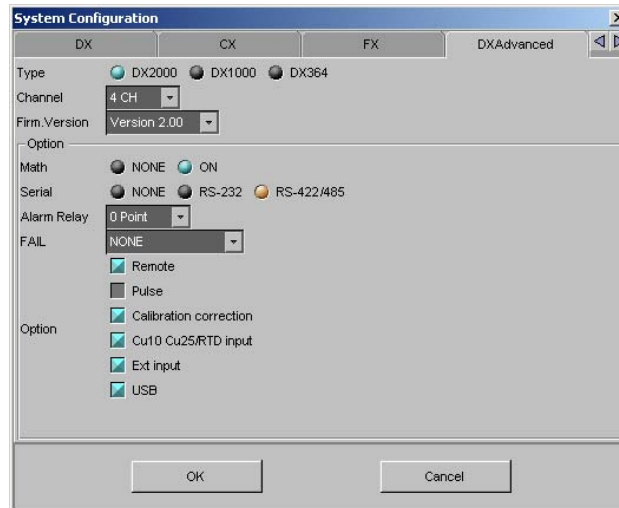 System Configuration
DX CX FX DXAdvanced
Type DX2000 DX1000 DX364
Channel 4 CH
Firm.Version Version 2.00
Option
Math NONE ON
Serial NONE RS-232 RS-422/485
Alarm Relay 0 Point
FAIL NONE
Remote
Pulse
Calibration correction
Option
Cu10 Cu25/RTD input
Ext input
USB
OK Cancel